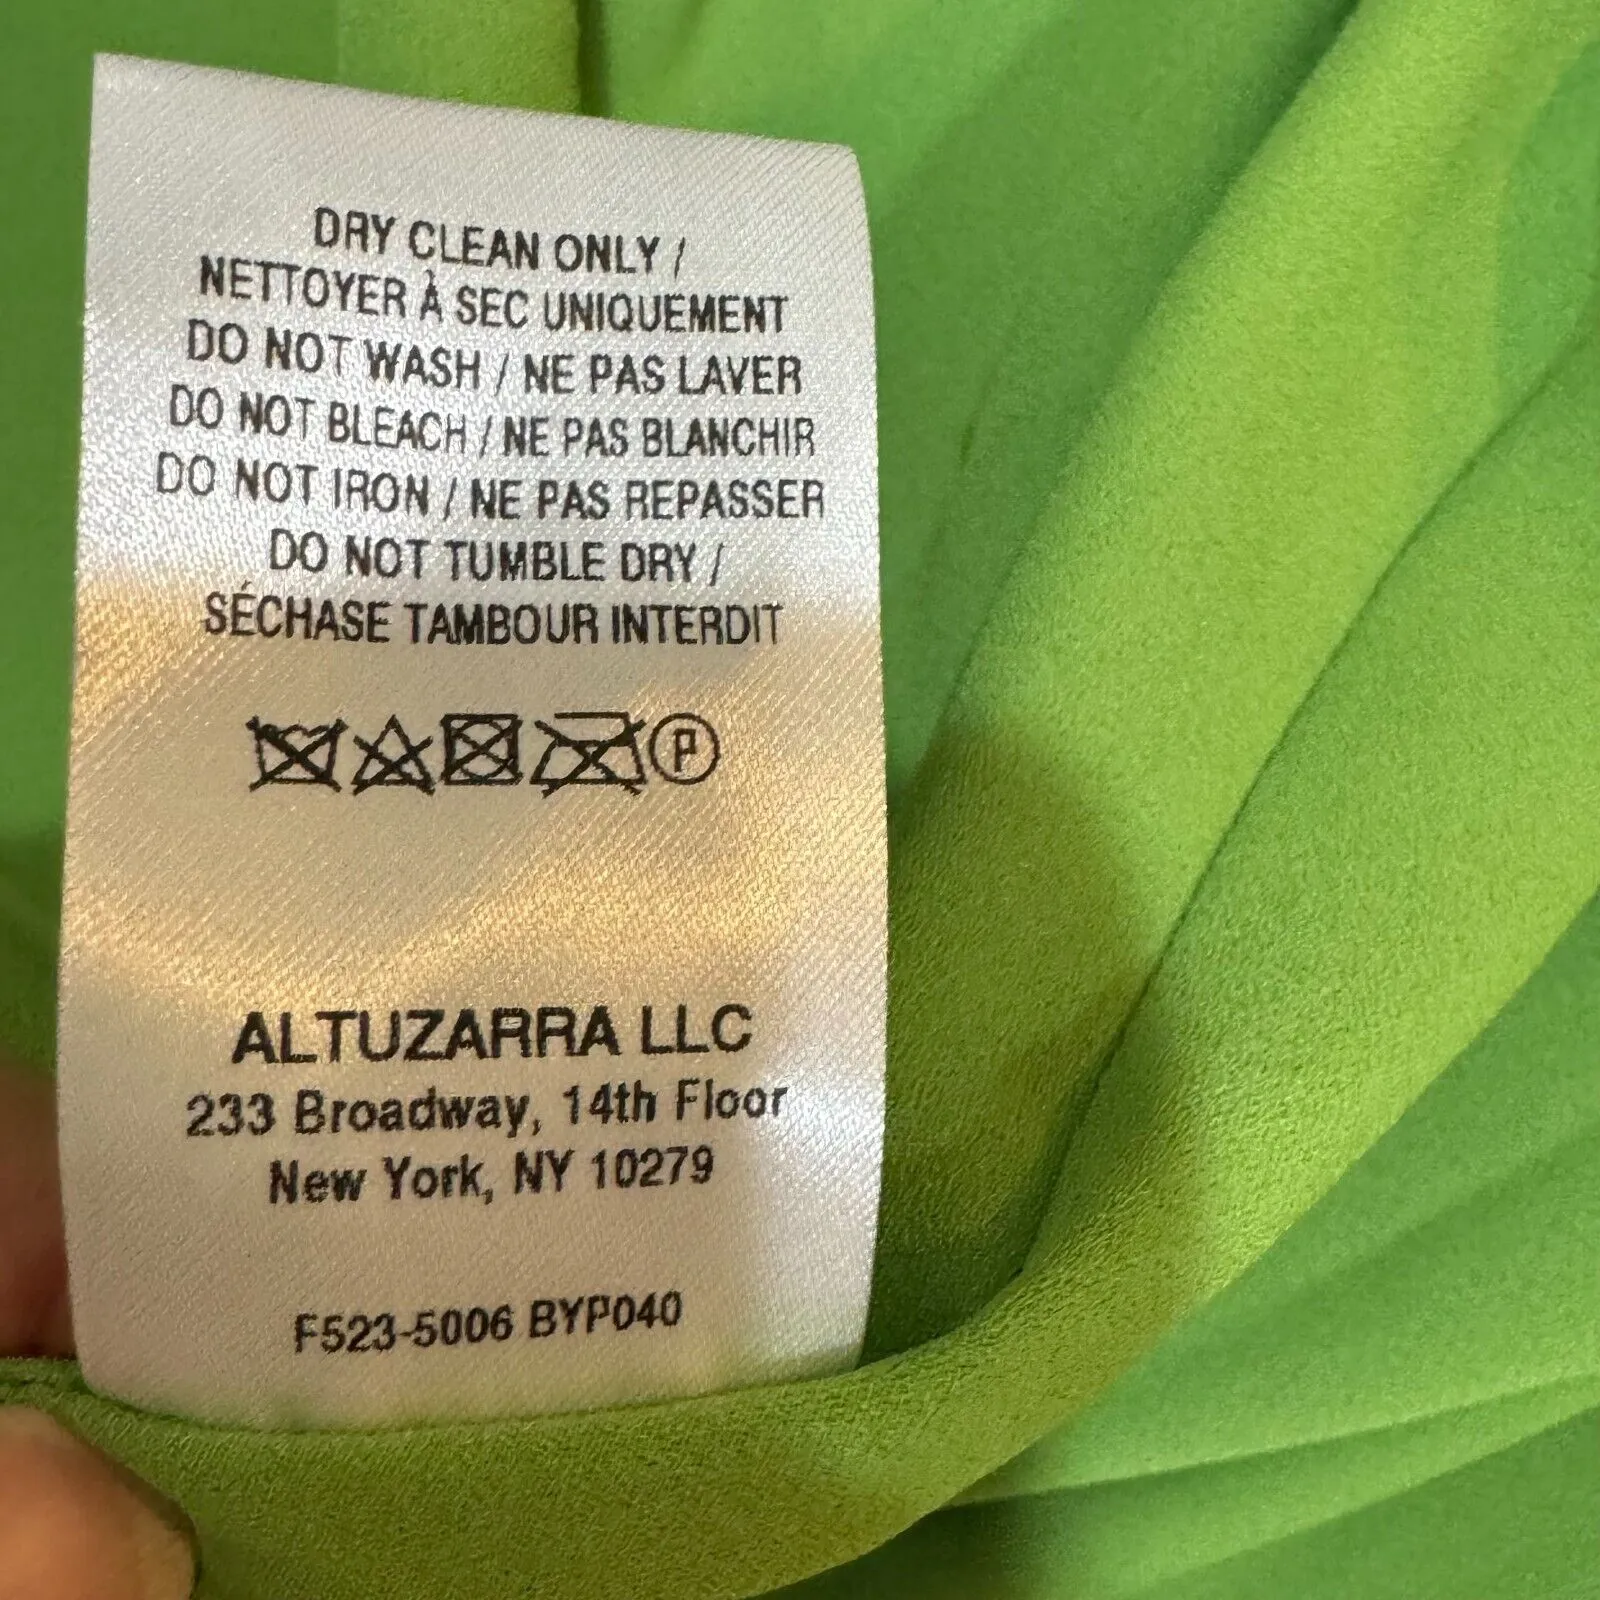 DRY CLEAN ONLY /
NETTOYER À SEC UNIQUEMENT
DO NOT WASH / NE PAS LAVER
DO NOT BLEACH / NE PAS BLANCHIR
DO NOT IRON / NE PAS REPASSER
DO NOT TUMBLE DRY /
SÉCHASE TAMBOUR INTERDIT
P
ALTUZARRA LLC
233 Broadway, 14th Floor
New York, NY 10279
F523-5006 BYP040